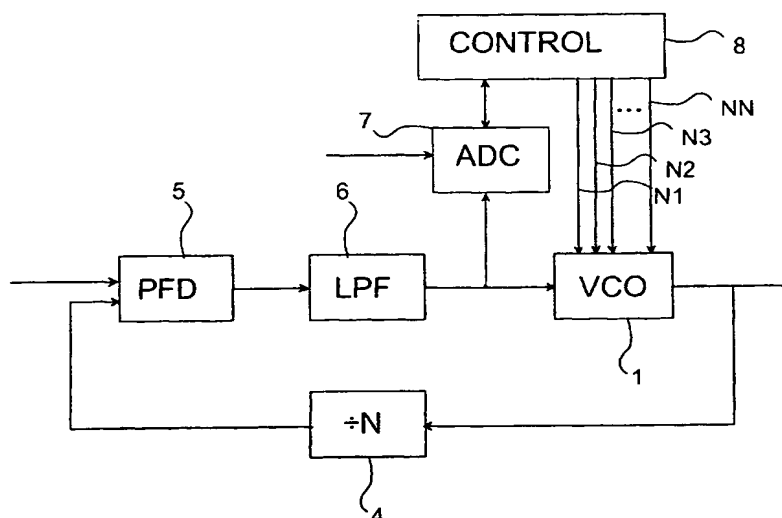 CONTROL
8
7
...
NN
ADC
N3
N2
N1
5
6
PFD
LPF
VCO
1
÷N
4